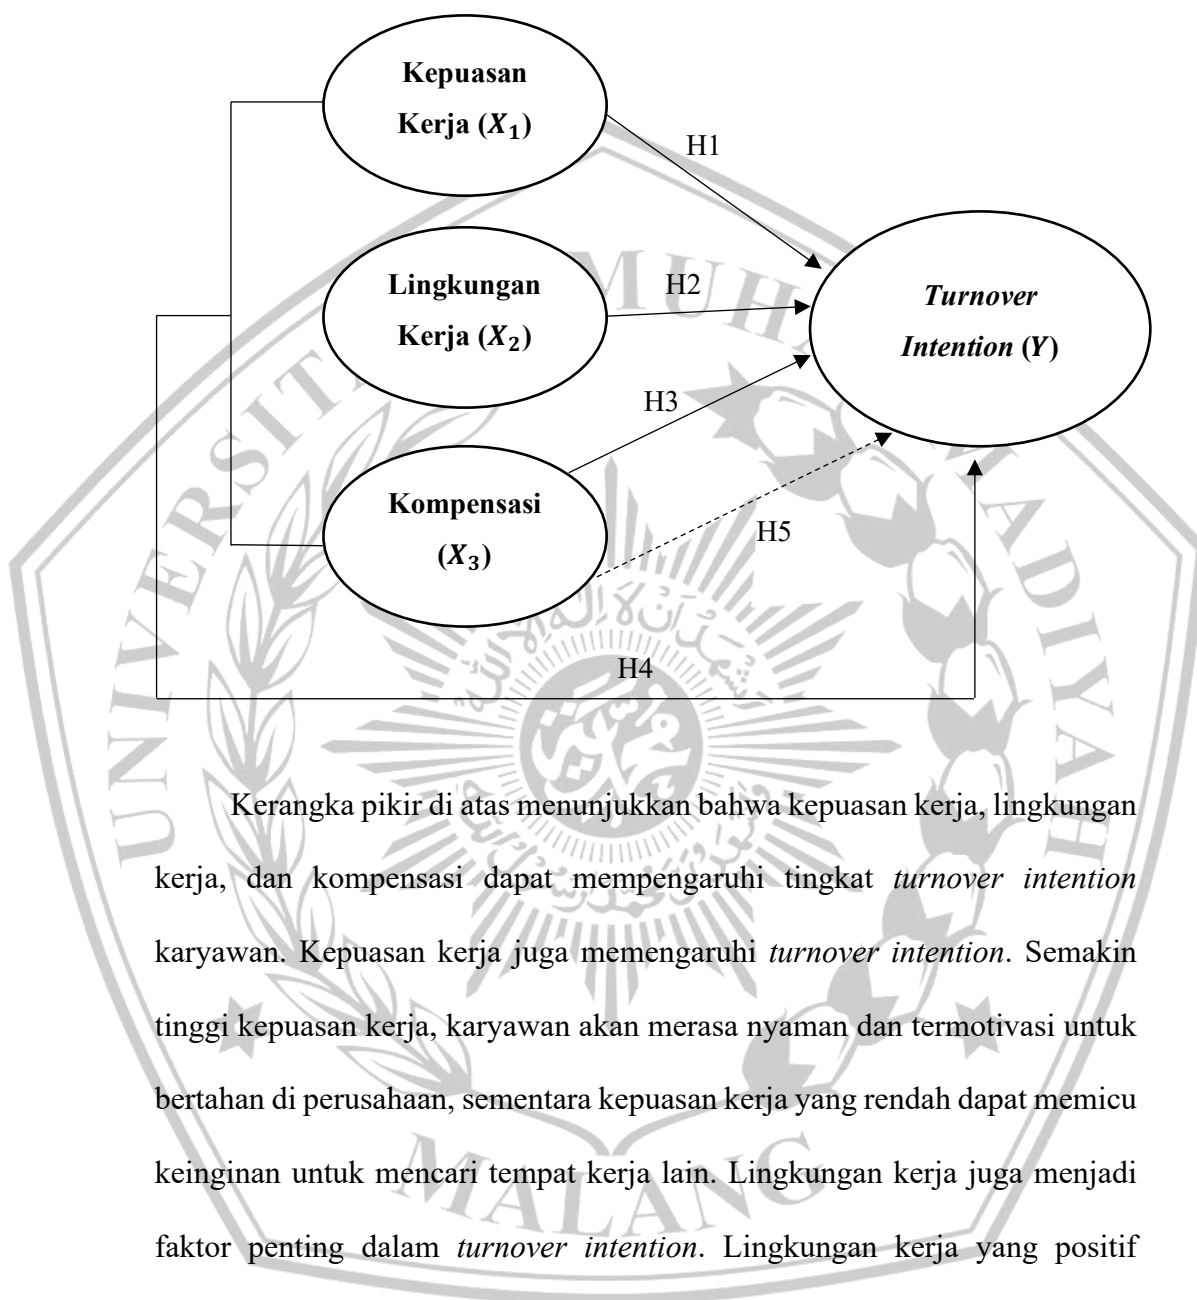 Kepuasan
Kerja (X₁)
H1
Lingkungan
Kerja (X₂)
H2
Turnover
Intention (Y)
H3
Kompensasi
(X₃)
H5
H4
UNIVERSITAS MUHAMMADIYAH
MALANG
Kerangka pikir di atas menunjukkan bahwa kepuasan kerja, lingkungan
kerja, dan kompensasi dapat mempengaruhi tingkat turnover intention
karyawan. Kepuasan kerja juga memengaruhi turnover intention. Semakin
tinggi kepuasan kerja, karyawan akan merasa nyaman dan termotivasi untuk
bertahan di perusahaan, sementara kepuasan kerja yang rendah dapat memicu
keinginan untuk mencari tempat kerja lain. Lingkungan kerja juga menjadi
faktor penting dalam turnover intention. Lingkungan kerja yang positif